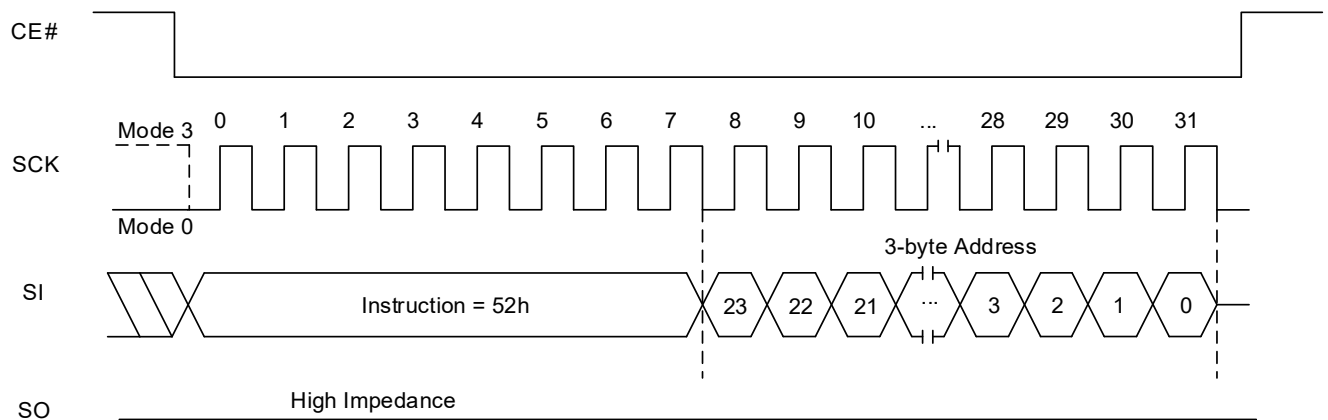 CE#
0 1 2 3 4 5 6 7 8 9 10 ... 28 29 30 31
Mode 3
SCK
Mode 0
3-byte Address
SI
Instruction = 52h
23 22 21 ... 3 2 1 0
High Impedance
SO